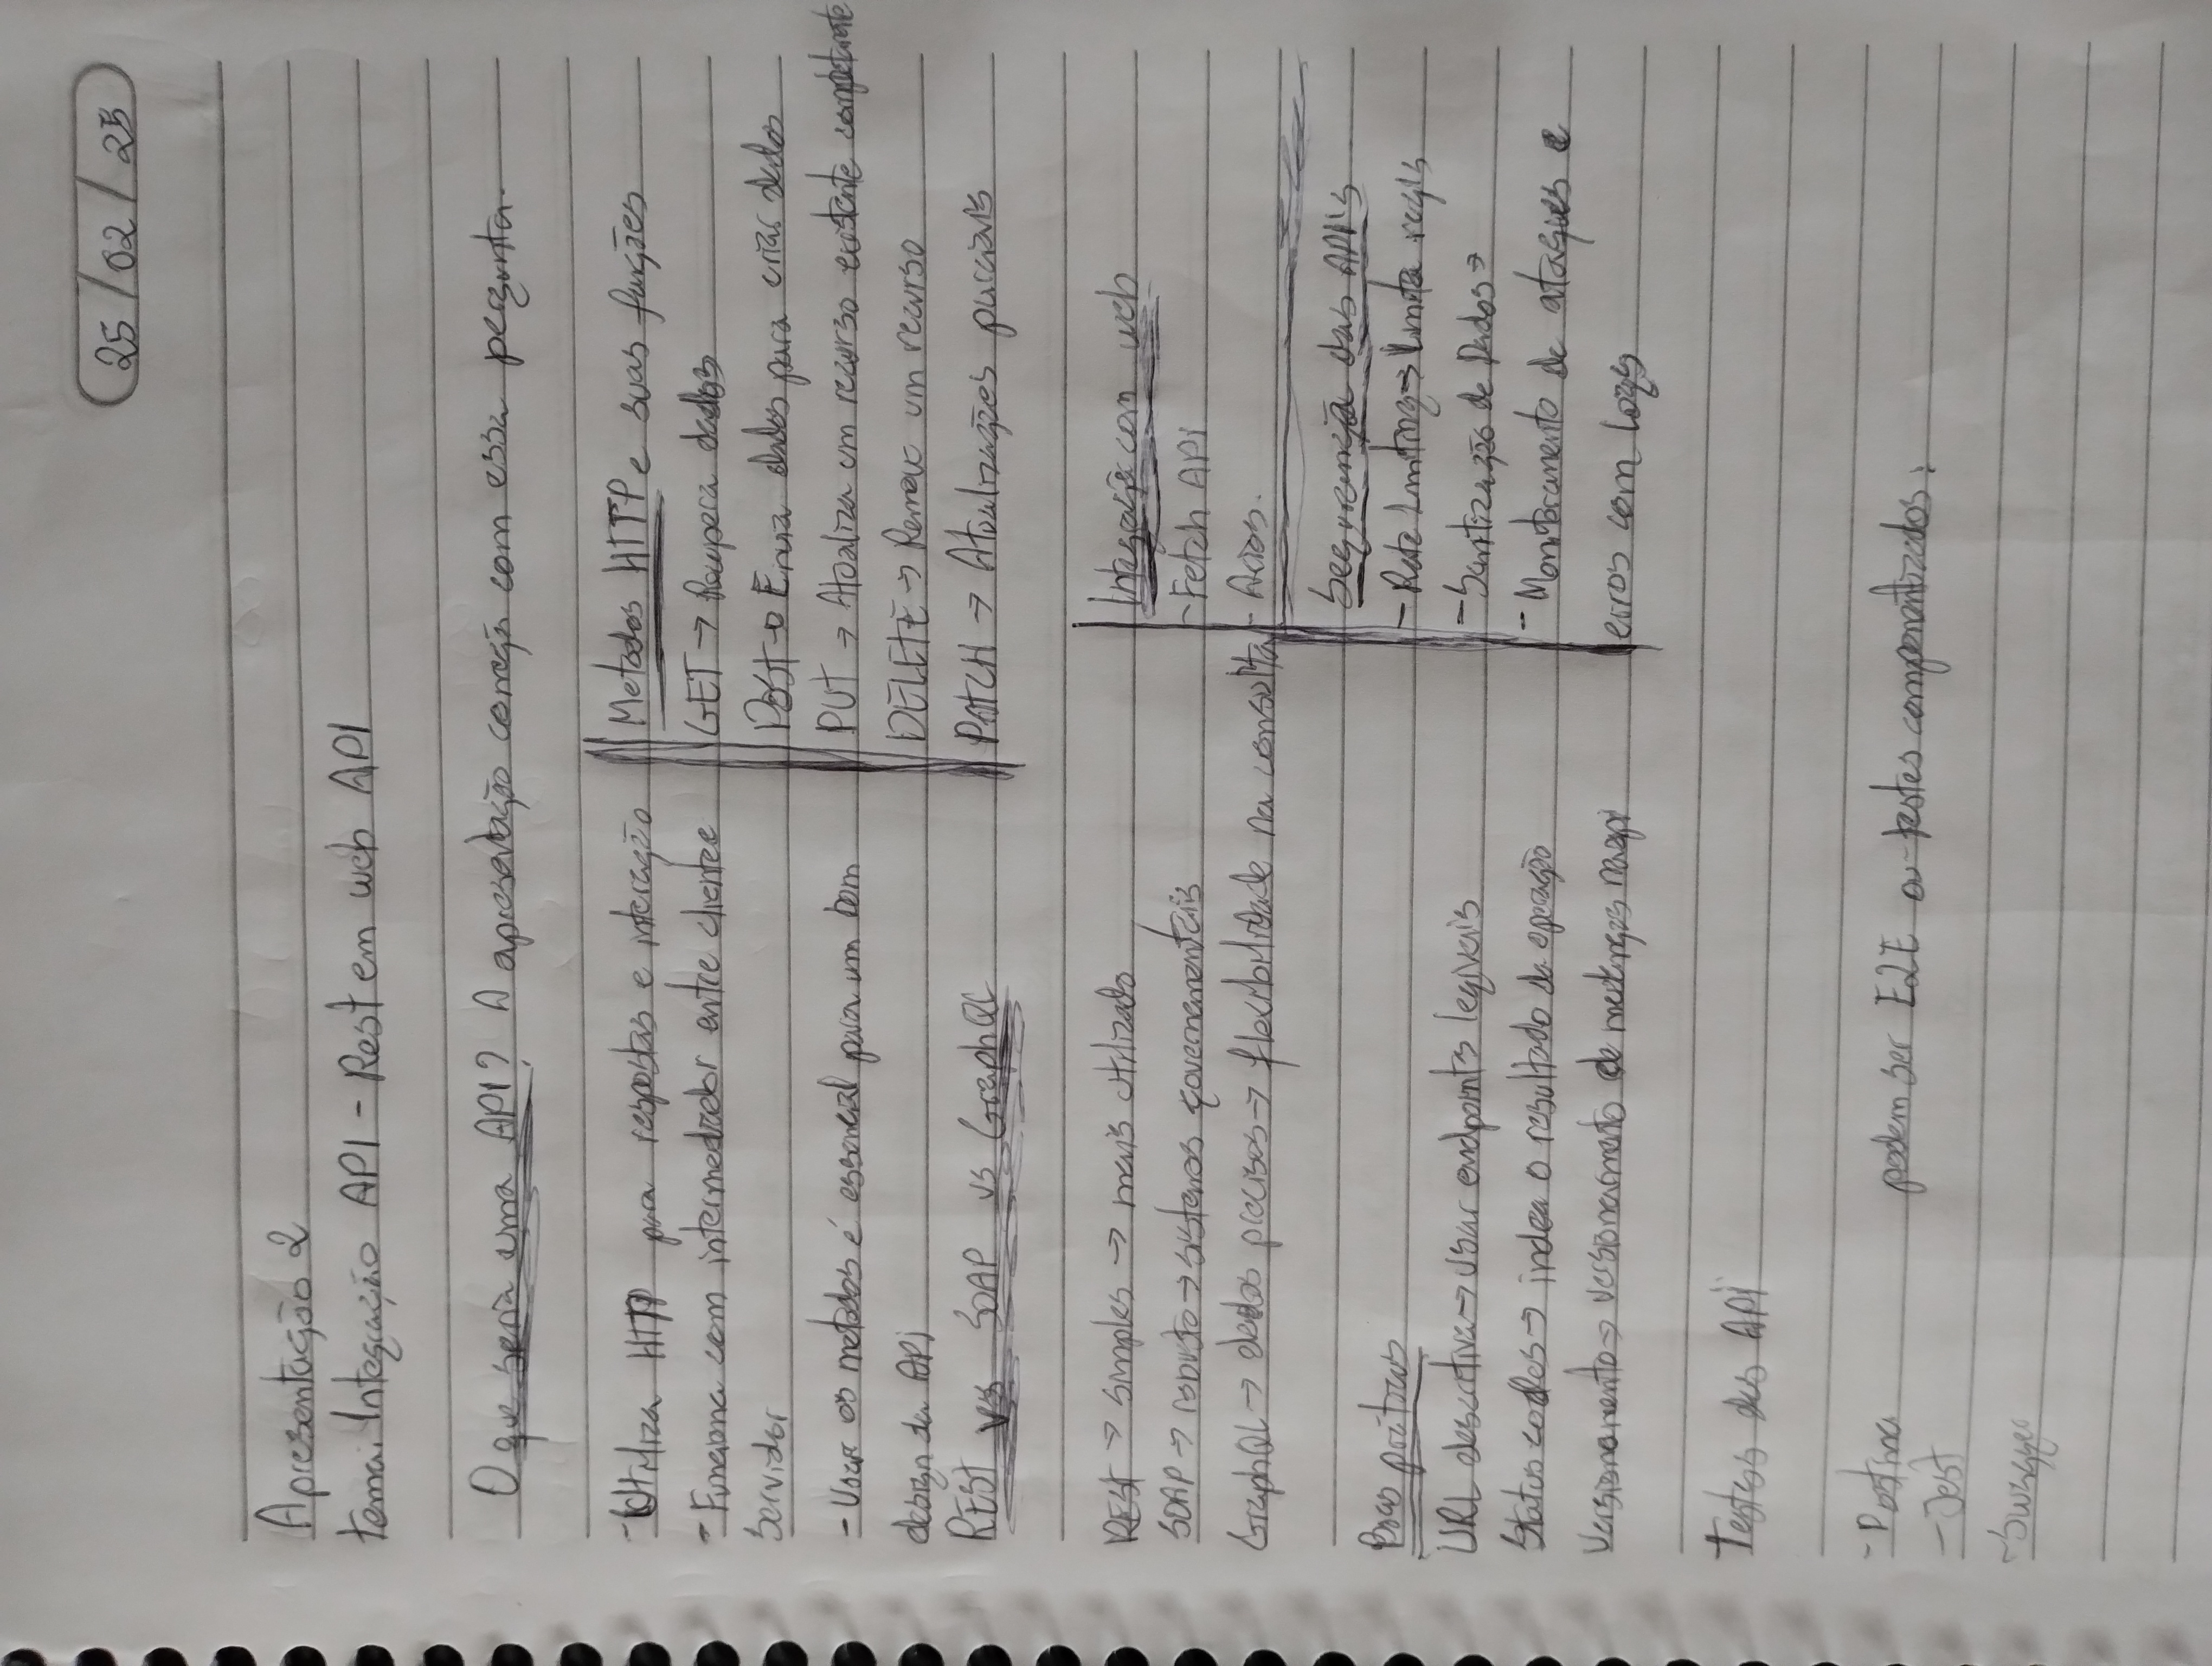 25/02/25
Apresentação 2
tema: Integração API - Rest em web API
O que seria uma API? A apresentação começa com essa pergunta.
- Utiliza HTTP para respostas e interação
- Funciona com intermediador entre cliente e
Servidor
- Usar os metodos é essencial para um bom
design da API
REST vs SOAP vs GraphQL
Metodos HTTP e suas funções
GET → Recupera dados
POST → Envia dados para criar dados
PUT → Atualiza um recurso existente completamente
DELETE → Remove um recurso
PATCH → Atualizações parciais
REST → simples → mais utilizado
SOAP → robusto → sistemas governementais
GraphQL → dados precisos → flexibilidade na consulta
Integração com web
- Fetch API
- Axios.
Segurança das API's
- Rate Limiting → limita
- Sanitização de Dados →
- Monitoramento de ataques e
erros com logs
Boas práticas
URL descritiva → Usar endpoints legiveis
Status codes → indica o resultado da operação
Versionamento → versionamento de mudanças na api
Testes das API
- Postma
- Jest
- Swagger
podem ser E2E ou testes componentizados.